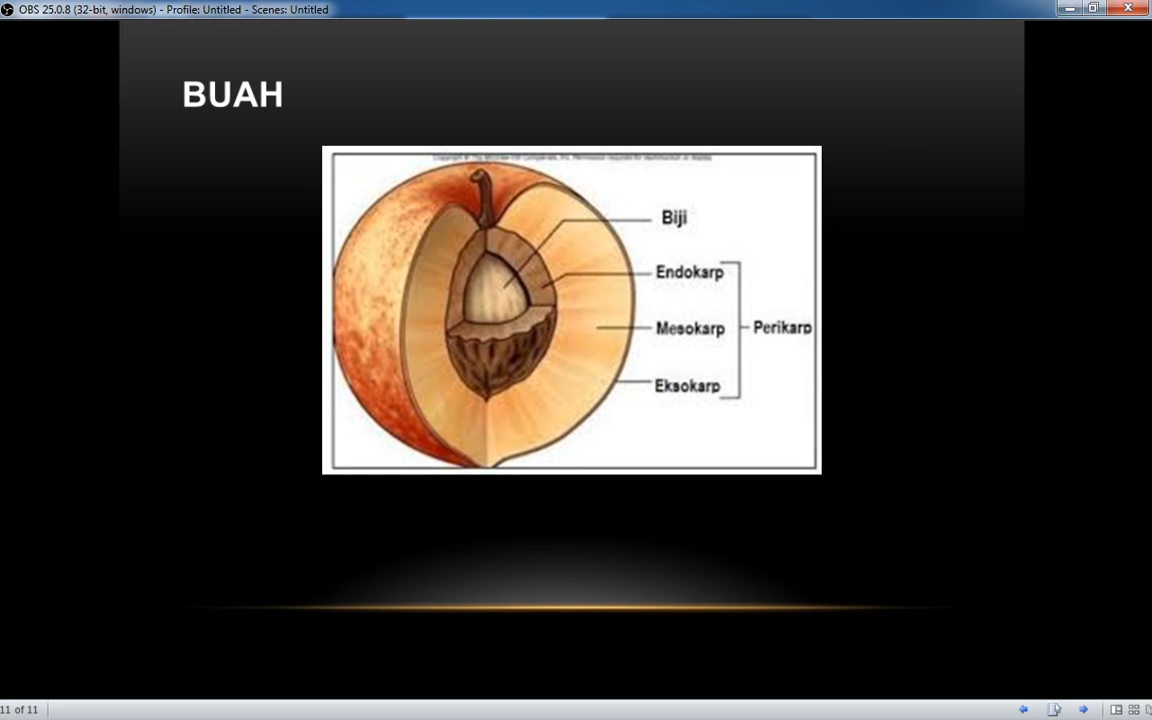 OBS 25.0.8 (32-bit, windows) - Profile: Untitled - Scenes: Untitled
BUAH
Biji
Endokarp
Mesokarp
Perikarp
Eksokarp
11 of 11